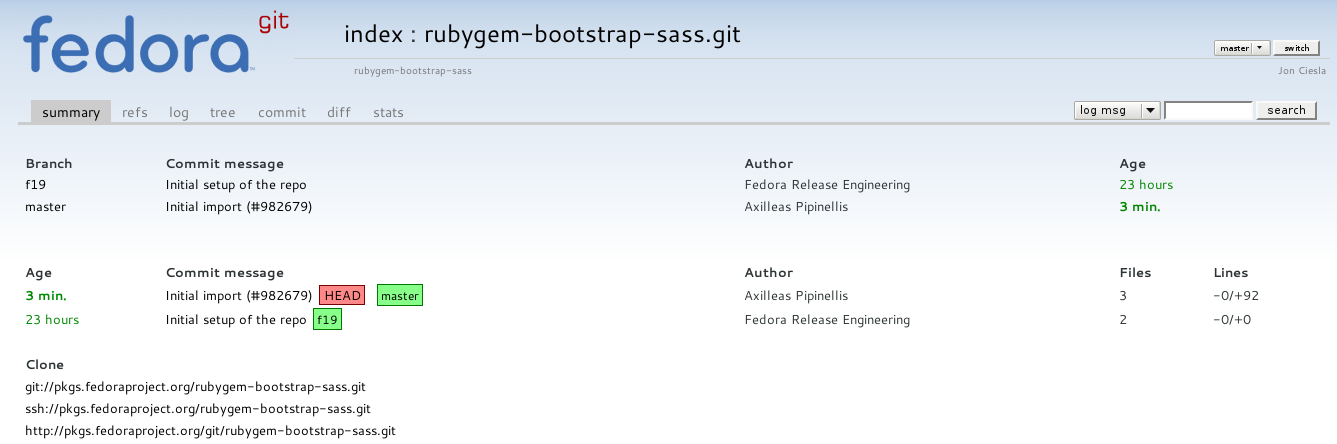 fedora git
index : rubygem-bootstrap-sass.git
master switch
rubygem-bootstrap-sass Jon Ciesla
summary refs log tree commit diff stats log msg search
Branch Commit message Author Age
f19 Initial setup of the repo Fedora Release Engineering 23 hours
master Initial import (#982679) Axilleas Pipinellis 3 min.
Age Commit message Author Files Lines
3 min. Initial import (#982679) HEAD master Axilleas Pipinellis 3 -0/+92
23 hours Initial setup of the repo f19 Fedora Release Engineering 2 -0/+0
Clone
git://pkgs.fedoraproject.org/rubygem-bootstrap-sass.git
ssh://pkgs.fedoraproject.org/rubygem-bootstrap-sass.git
http://pkgs.fedoraproject.org/git/rubygem-bootstrap-sass.git